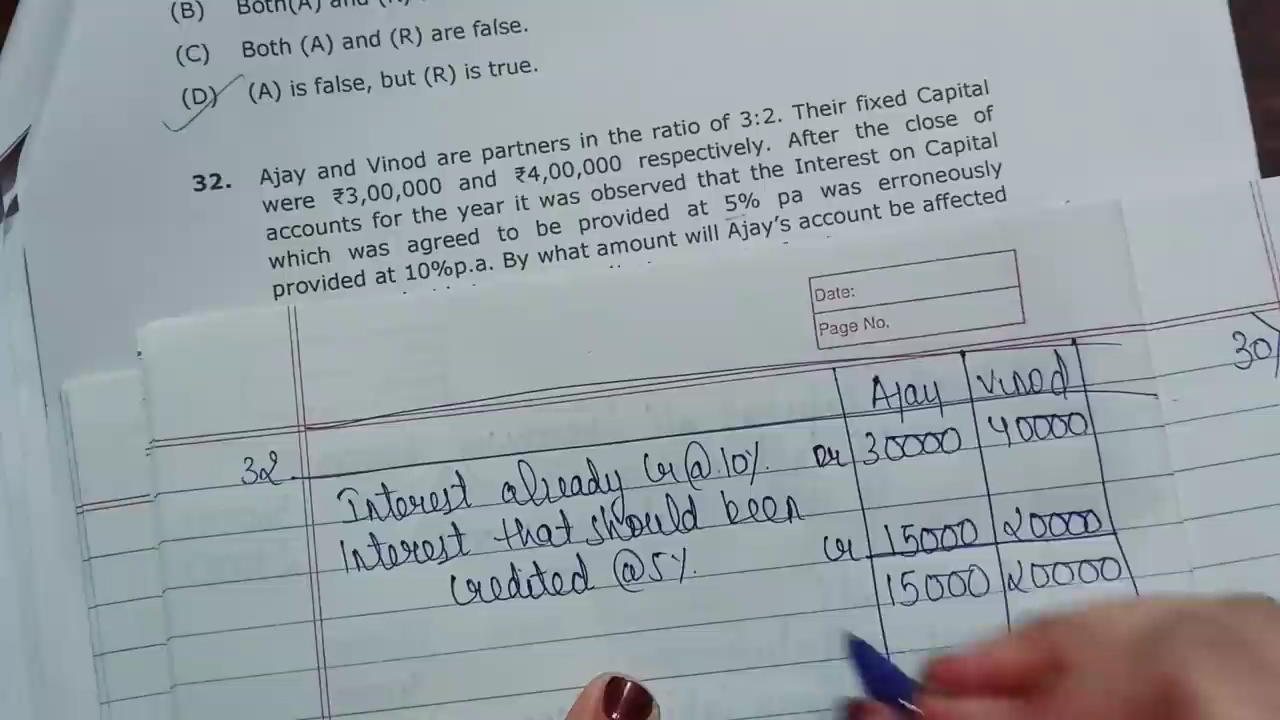 (B) Both(A) and
(C) Both (A) and (R) are false.
(D) (A) is false, but (R) is true.
32. Ajay and Vinod are partners in the ratio of 3:2. Their fixed Capital
were ₹3,00,000 and ₹4,00,000 respectively. After the close of
accounts for the year it was observed that the Interest on Capital
which was agreed to be provided at 5% pa was erroneously
provided at 10%p.a. By what amount will Ajay's account be affected
Date:
Page No.
30)
Ajay Vinod
32. Interest already Cr @ 10%. Dr 30000 40000
Interest that should been
credited @5%. Cr 15000 20000
15000 20000